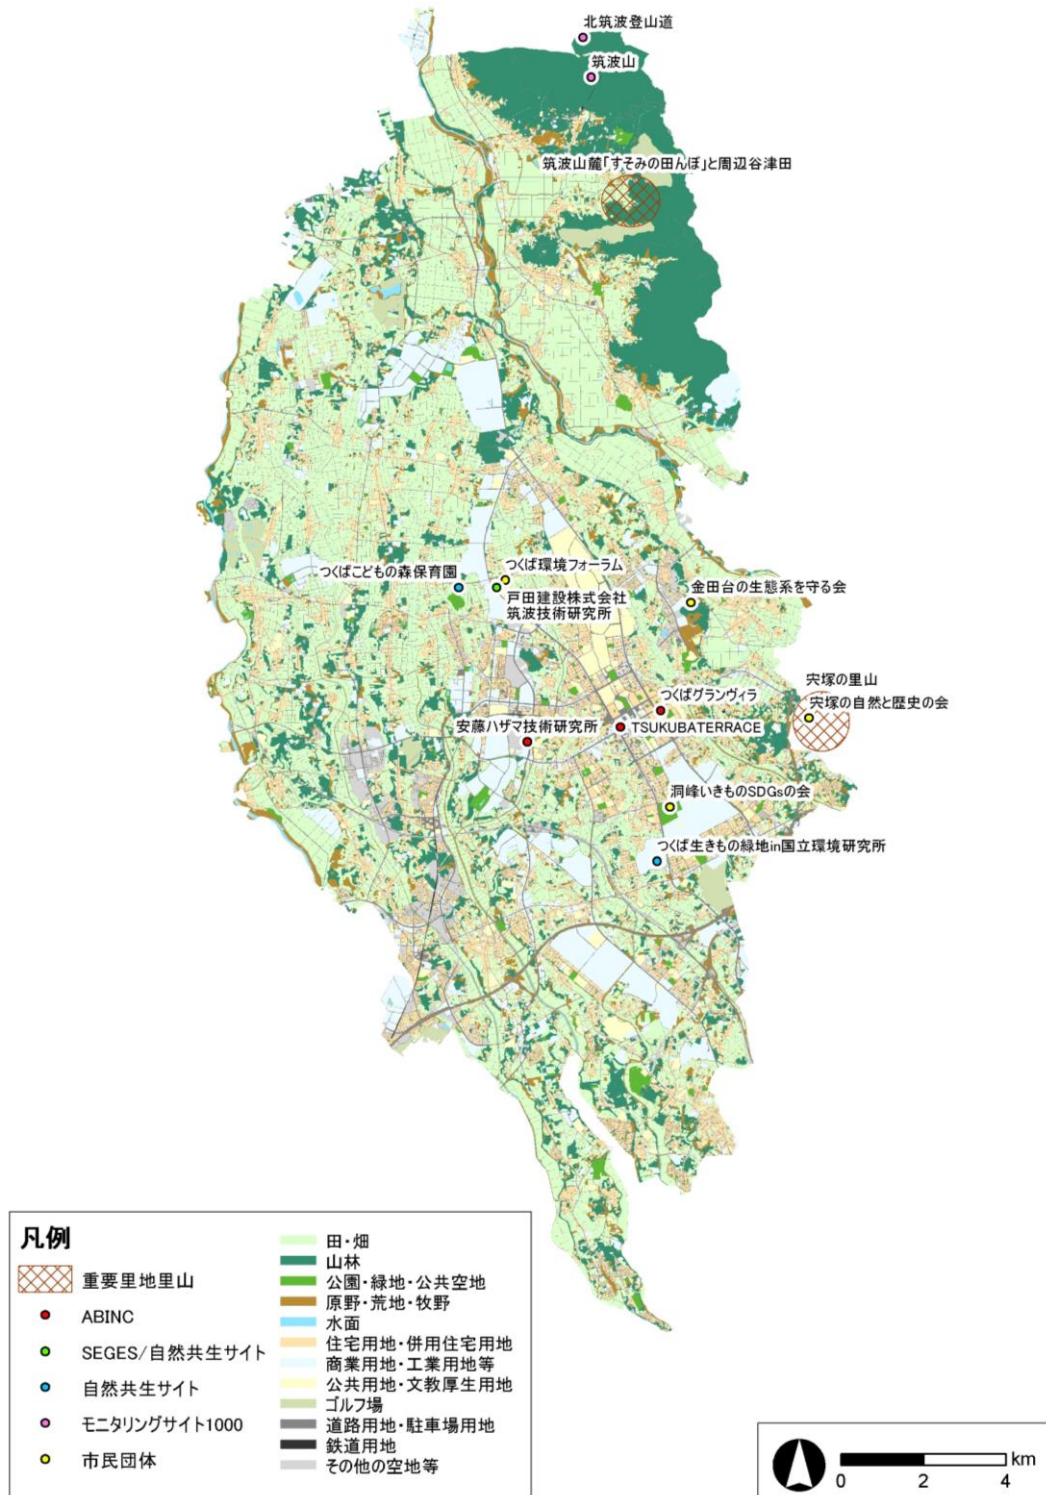 北筑波登山道
筑波山
筑波山麓「すそみの田んぼ」と周辺谷津田
つくばこどもの森保育園
つくば環境フォーラム
戸田建設株式会社
筑波技術研究所
金田台の生態系を守る会
宍塚の里山
宍塚の自然と歴史の会
つくばグランヴィラ
安藤ハザマ技術研究所
TSUKUBATERRACE
洞峰いきものSDGsの会
つくば生きもの緑地in国立環境研究所
凡例
重要里地里山
ABINC
SEGES/自然共生サイト
自然共生サイト
モニタリングサイト1000
市民団体
田・畑
山林
公園・緑地・公共空地
原野・荒地・牧野
水面
住宅用地・併用住宅用地
商業用地・工業用地等
公共用地・文教厚生用地
ゴルフ場
道路用地・駐車場用地
鉄道用地
その他の空地等
km
0 2 4